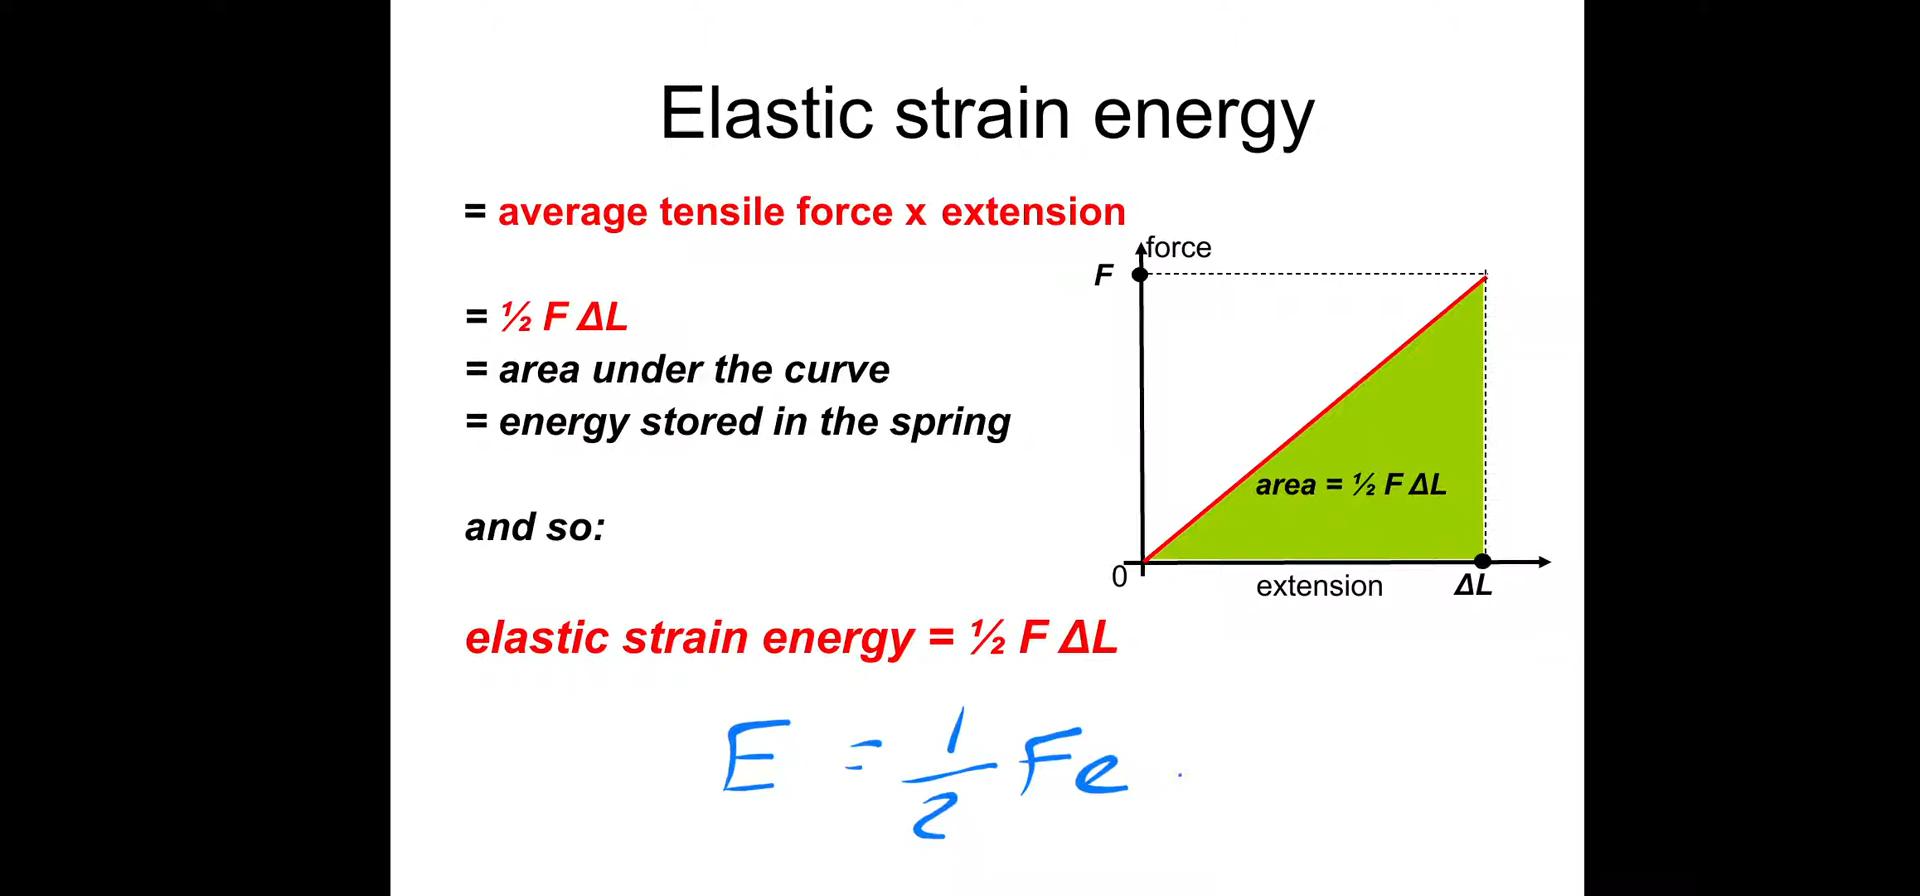 Elastic strain energy
= average tensile force x extension
= ½ F ΔL
= area under the curve
= energy stored in the spring
and so:
elastic strain energy = ½ F ΔL
force
F
area = ½ F ΔL
0
extension
ΔL
E = 1/2 Fe